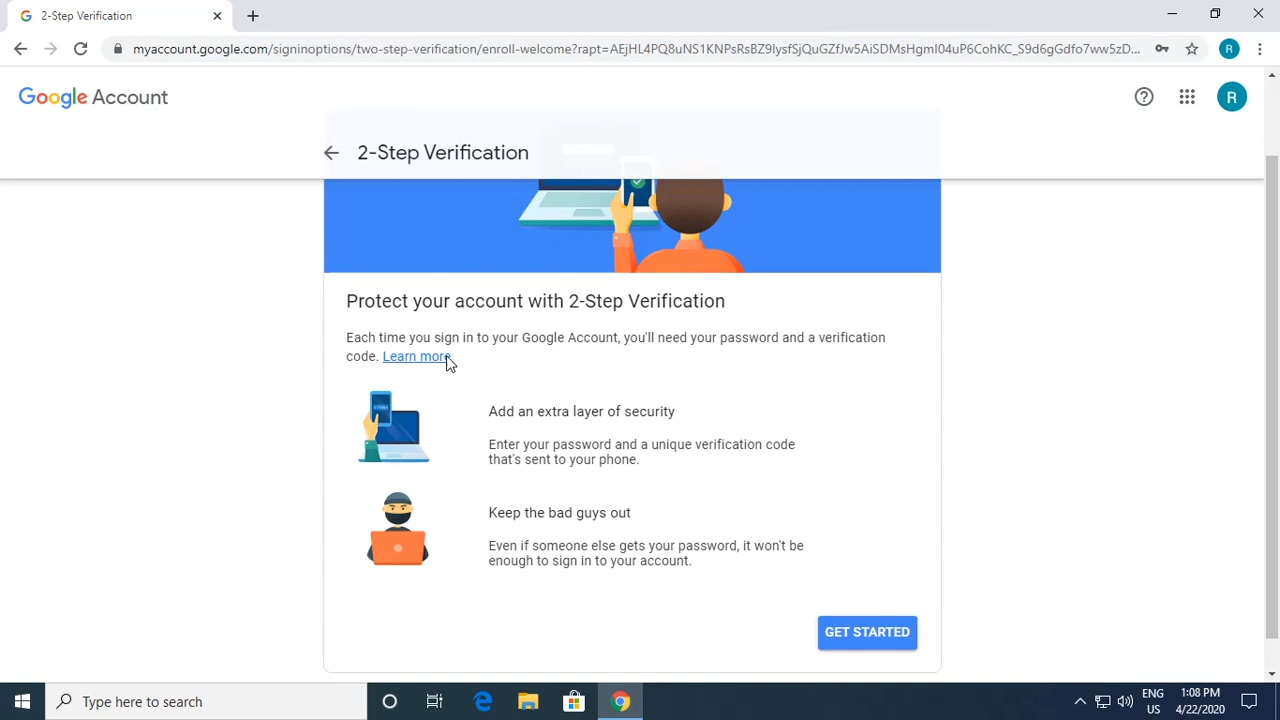 2-Step Verification
myaccount.google.com/signinoptions/two-step-verification/enroll-welcome?rapt=AEjHL4PQ8uNS1KNPsRsBZ9lysfSjQuGZfJw5AiSDMsHgmI04uP6CohKC_S9d6gGdfo7ww5zD...
R
Google Account
R
2-Step Verification
Protect your account with 2-Step Verification
Each time you sign in to your Google Account, you'll need your password and a verification
code. Learn more
Add an extra layer of security
Enter your password and a unique verification code
that's sent to your phone.
Keep the bad guys out
Even if someone else gets your password, it won't be
enough to sign in to your account.
GET STARTED
Type here to search
ENG
US
1:08 PM
4/22/2020